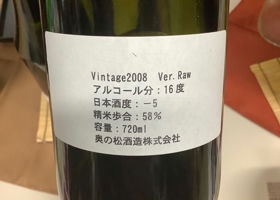 Vintage2008 Ver.Raw
アルコール分：16度
日本酒度：−5
精米歩合：58%
容量：720ml
奥の松酒造株式会社